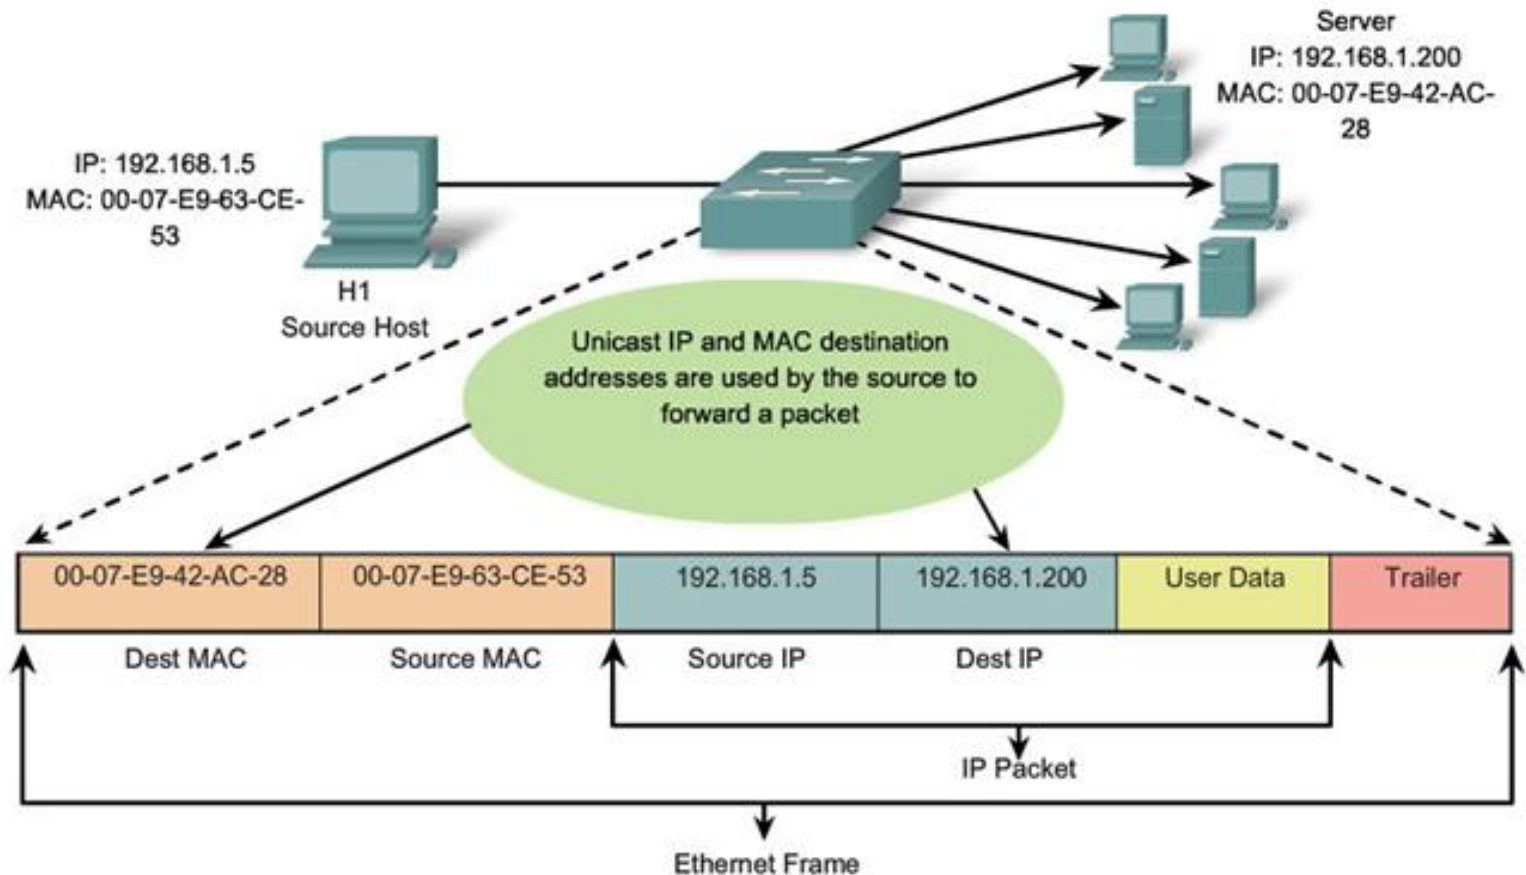 Server
IP: 192.168.1.200
MAC: 00-07-E9-42-AC-
28
IP: 192.168.1.5
MAC: 00-07-E9-63-CE-
53
H1
Source Host
Unicast IP and MAC destination
addresses are used by the source to
forward a packet
00-07-E9-42-AC-28 00-07-E9-63-CE-53 192.168.1.5 192.168.1.200 User Data Trailer
Dest MAC Source MAC Source IP Dest IP
IP Packet
Ethernet Frame